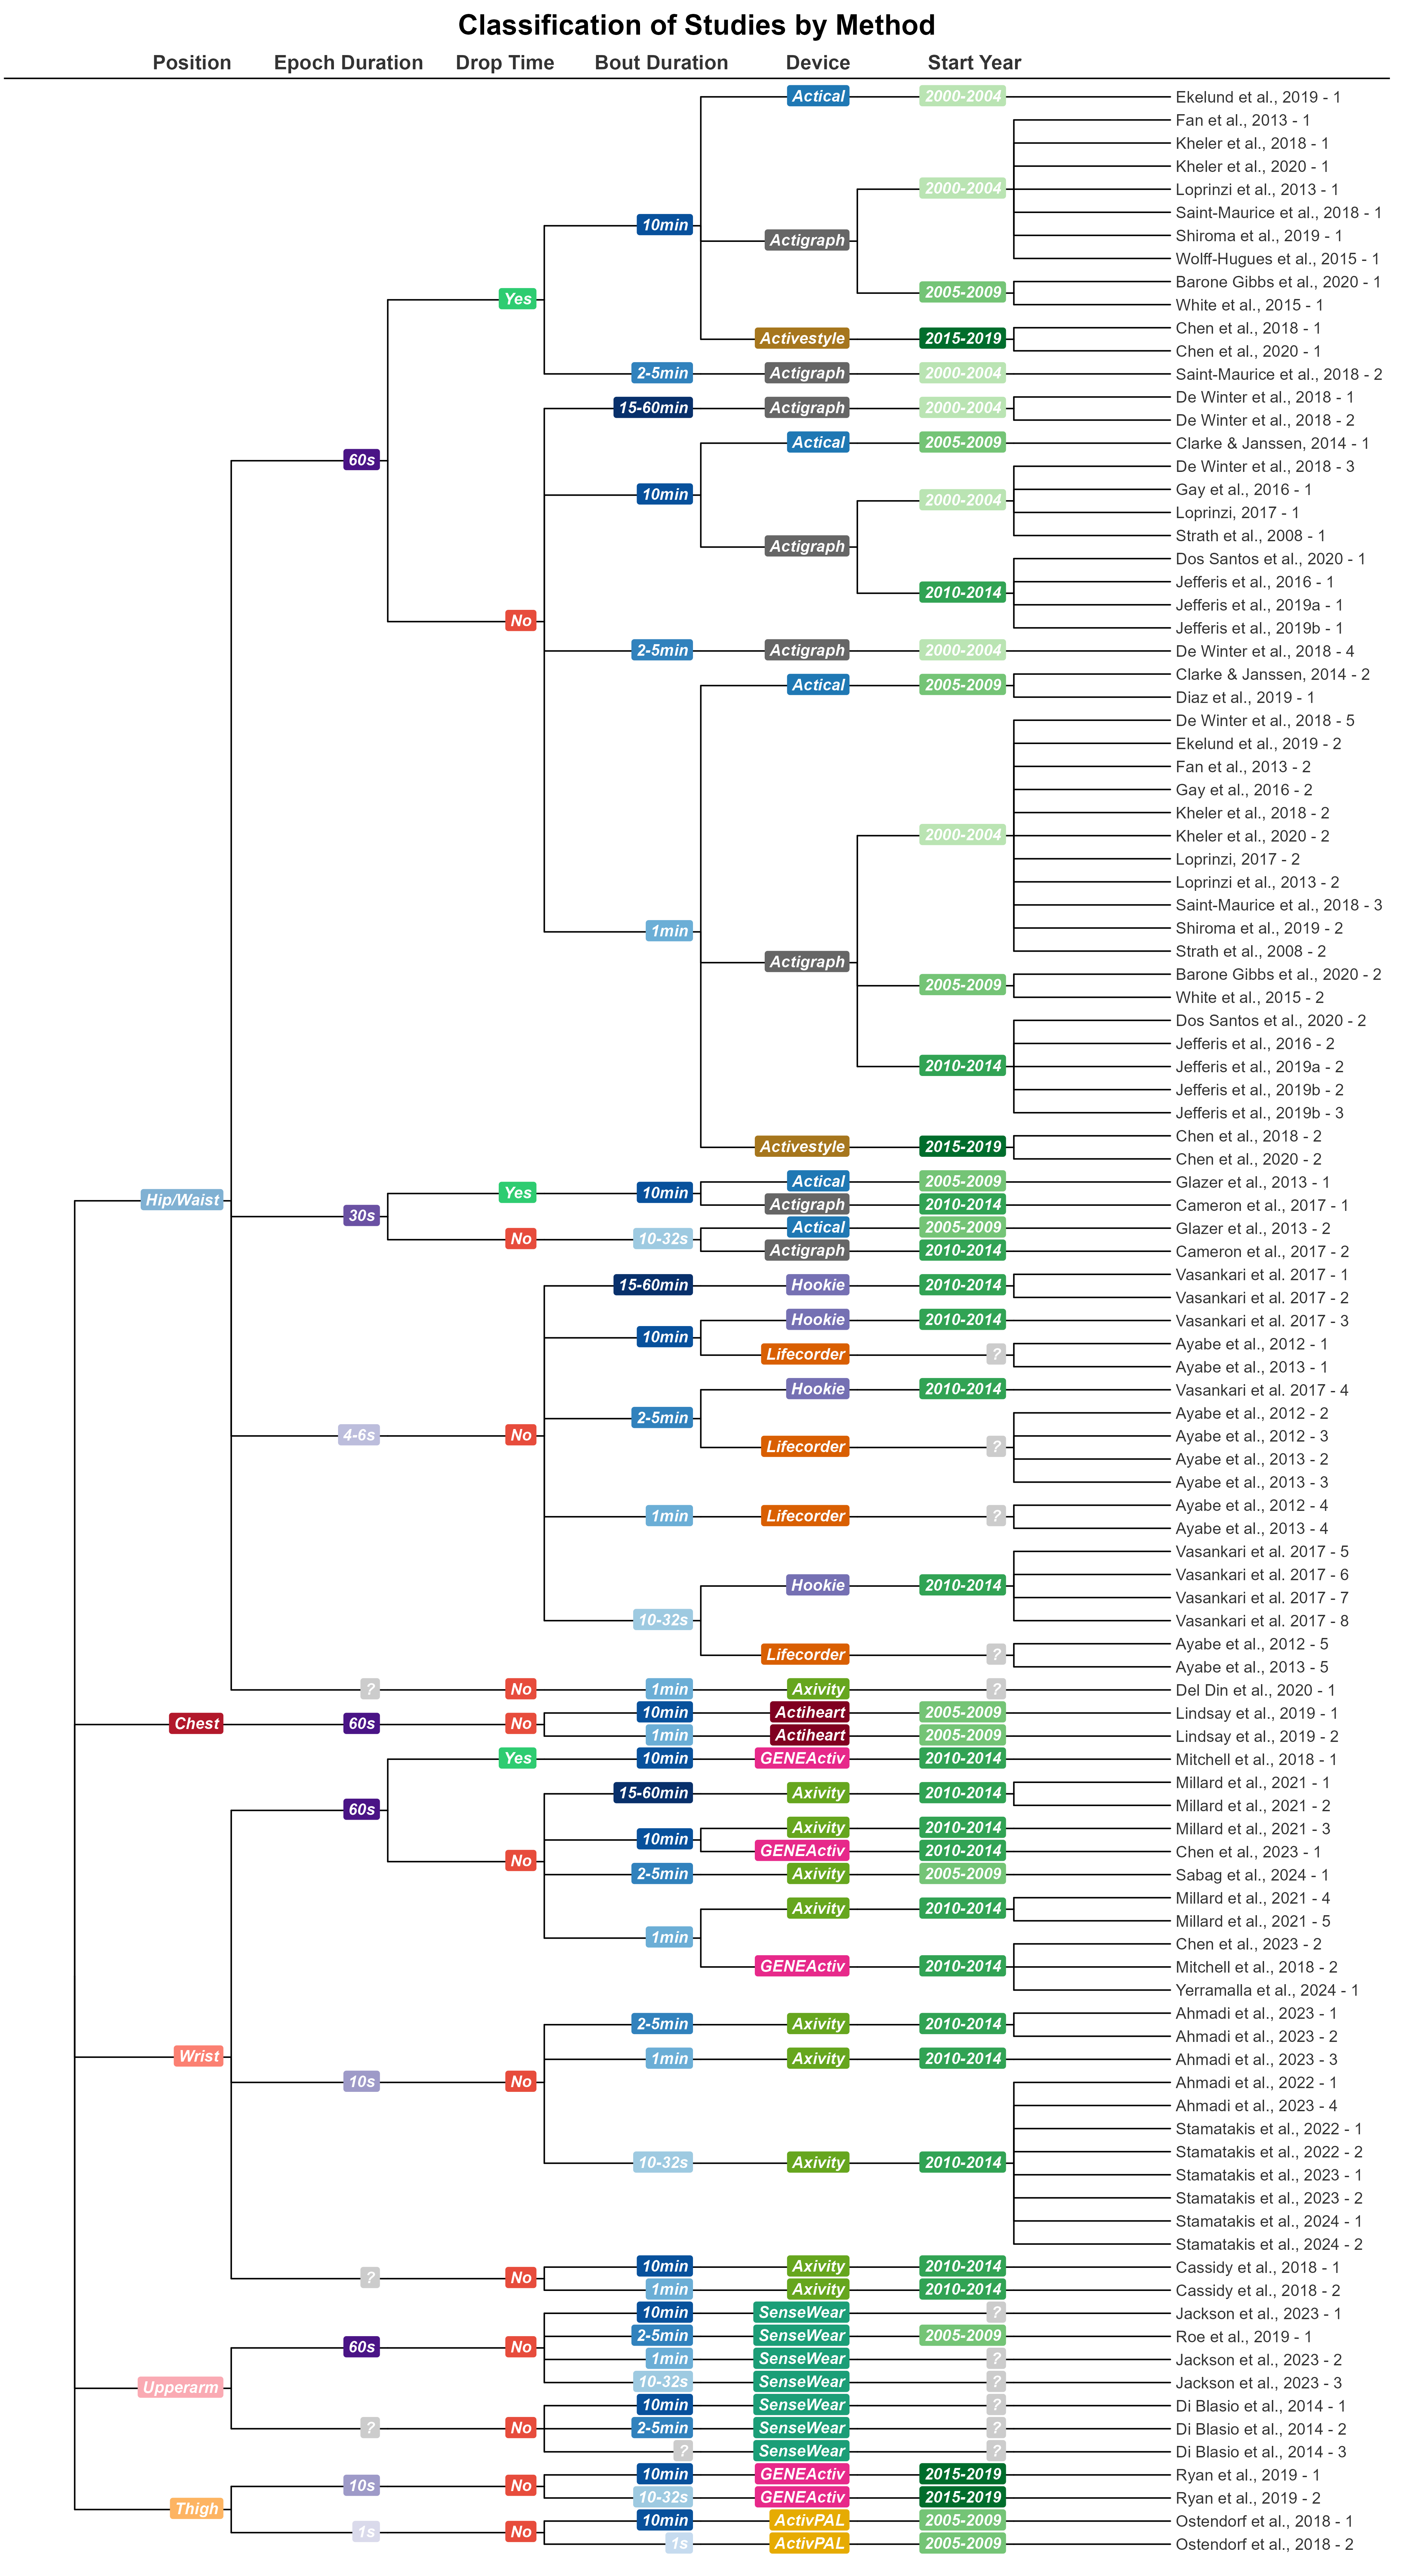 Classification of Studies by Method
Position Epoch Duration Drop Time Bout Duration Device Start Year
Actical 2000-2004 Ekelund et al., 2019 - 1
Fan et al., 2013 - 1
Kheler et al., 2018 - 1
Kheler et al., 2020 - 1
2000-2004 Loprinzi et al., 2013 - 1
Saint-Maurice et al., 2018 - 1
10min
Shiroma et al., 2019 - 1
Actigraph
Wolff-Hugues et al., 2015 - 1
Barone Gibbs et al., 2020 - 1
2005-2009
Yes
White et al., 2015 - 1
Chen et al., 2018 - 1
Activestyle 2015-2019
Chen et al., 2020 - 1
2-5min Actigraph 2000-2004 Saint-Maurice et al., 2018 - 2
De Winter et al., 2018 - 1
15-60min Actigraph 2000-2004
De Winter et al., 2018 - 2
Actical 2005-2009 Clarke & Janssen, 2014 - 1
60s
De Winter et al., 2018 - 3
Gay et al., 2016 - 1
10min
2000-2004
Loprinzi, 2017 - 1
Strath et al., 2008 - 1
Actigraph
Dos Santos et al., 2020 - 1
Jefferis et al., 2016 - 1
2010-2014
Jefferis et al., 2019a - 1
No
Jefferis et al., 2019b - 1
2-5min Actigraph 2000-2004 De Winter et al., 2018 - 4
Clarke & Janssen, 2014 - 2
Actical 2005-2009
Diaz et al., 2019 - 1
De Winter et al., 2018 - 5
Ekelund et al., 2019 - 2
Fan et al., 2013 - 2
Gay et al., 2016 - 2
Kheler et al., 2018 - 2
2000-2004 Kheler et al., 2020 - 2
Loprinzi, 2017 - 2
Loprinzi et al., 2013 - 2
Saint-Maurice et al., 2018 - 3
1min Shiroma et al., 2019 - 2
Strath et al., 2008 - 2
Actigraph
Barone Gibbs et al., 2020 - 2
2005-2009
White et al., 2015 - 2
Dos Santos et al., 2020 - 2
Jefferis et al., 2016 - 2
2010-2014 Jefferis et al., 2019a - 2
Jefferis et al., 2019b - 2
Jefferis et al., 2019b - 3
Chen et al., 2018 - 2
Activestyle 2015-2019
Chen et al., 2020 - 2
Actical 2005-2009 Glazer et al., 2013 - 1
Yes 10min
Hip/Waist
Actigraph 2010-2014 Cameron et al., 2017 - 1
30s
Actical 2005-2009 Glazer et al., 2013 - 2
No 10-32s
Actigraph 2010-2014 Cameron et al., 2017 - 2
Vasankari et al. 2017 - 1
15-60min Hookie 2010-2014
Vasankari et al. 2017 - 2
Hookie 2010-2014 Vasankari et al. 2017 - 3
10min
Ayabe et al., 2012 - 1
Lifecorder ?
Ayabe et al., 2013 - 1
Hookie 2010-2014 Vasankari et al. 2017 - 4
2-5min
Ayabe et al., 2012 - 2
4-6s No Ayabe et al., 2012 - 3
Lifecorder ?
Ayabe et al., 2013 - 2
Ayabe et al., 2013 - 3
Ayabe et al., 2012 - 4
1min Lifecorder ?
Ayabe et al., 2013 - 4
Vasankari et al. 2017 - 5
Vasankari et al. 2017 - 6
Hookie 2010-2014
Vasankari et al. 2017 - 7
10-32s Vasankari et al. 2017 - 8
Ayabe et al., 2012 - 5
Lifecorder ?
Ayabe et al., 2013 - 5
? No 1min Axivity ? Del Din et al., 2020 - 1
10min Actiheart 2005-2009 Lindsay et al., 2019 - 1
Chest 60s No
1min Actiheart 2005-2009 Lindsay et al., 2019 - 2
Yes 10min GENEActiv 2010-2014 Mitchell et al., 2018 - 1
Millard et al., 2021 - 1
15-60min Axivity 2010-2014
60s
Millard et al., 2021 - 2
Axivity 2010-2014 Millard et al., 2021 - 3
10min
GENEActiv 2010-2014 Chen et al., 2023 - 1
No
2-5min Axivity 2005-2009 Sabag et al., 2024 - 1
Millard et al., 2021 - 4
Axivity 2010-2014
Millard et al., 2021 - 5
1min
Chen et al., 2023 - 2
GENEActiv 2010-2014 Mitchell et al., 2018 - 2
Yerramalla et al., 2024 - 1
Ahmadi et al., 2023 - 1
2-5min Axivity 2010-2014
Ahmadi et al., 2023 - 2
Wrist
1min Axivity 2010-2014 Ahmadi et al., 2023 - 3
10s No Ahmadi et al., 2022 - 1
Ahmadi et al., 2023 - 4
Stamatakis et al., 2022 - 1
Stamatakis et al., 2022 - 2
10-32s Axivity 2010-2014
Stamatakis et al., 2023 - 1
Stamatakis et al., 2023 - 2
Stamatakis et al., 2024 - 1
Stamatakis et al., 2024 - 2
10min Axivity 2010-2014 Cassidy et al., 2018 - 1
? No
1min Axivity 2010-2014 Cassidy et al., 2018 - 2
10min SenseWear ? Jackson et al., 2023 - 1
2-5min SenseWear 2005-2009 Roe et al., 2019 - 1
60s No
1min SenseWear ? Jackson et al., 2023 - 2
10-32s SenseWear ? Jackson et al., 2023 - 3
Upperarm
10min SenseWear ? Di Blasio et al., 2014 - 1
? No 2-5min SenseWear ? Di Blasio et al., 2014 - 2
? SenseWear ? Di Blasio et al., 2014 - 3
10min GENEActiv 2015-2019 Ryan et al., 2019 - 1
10s No
10-32s GENEActiv 2015-2019 Ryan et al., 2019 - 2
Thigh
10min ActivPAL 2005-2009 Ostendorf et al., 2018 - 1
1s No
1s ActivPAL 2005-2009 Ostendorf et al., 2018 - 2